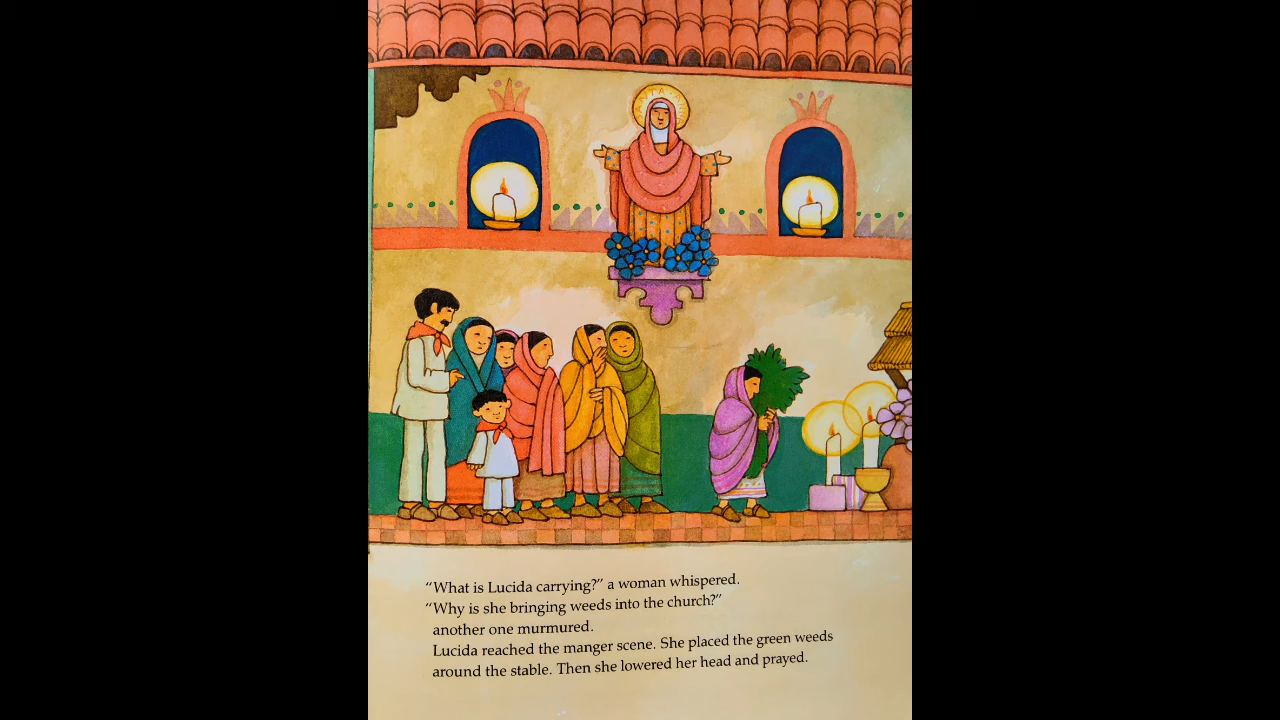 “What is Lucida carrying?” a woman whispered.
“Why is she bringing weeds into the church?”
another one murmured.
Lucida reached the manger scene. She placed the green weeds
around the stable. Then she lowered her head and prayed.